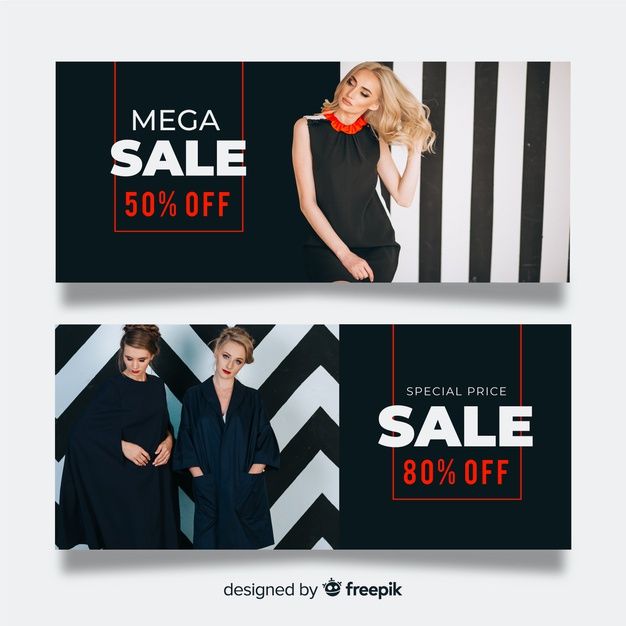 MEGA
SALE
50% OFF
SPECIAL PRICE
SALE
80% OFF
designed by freepik